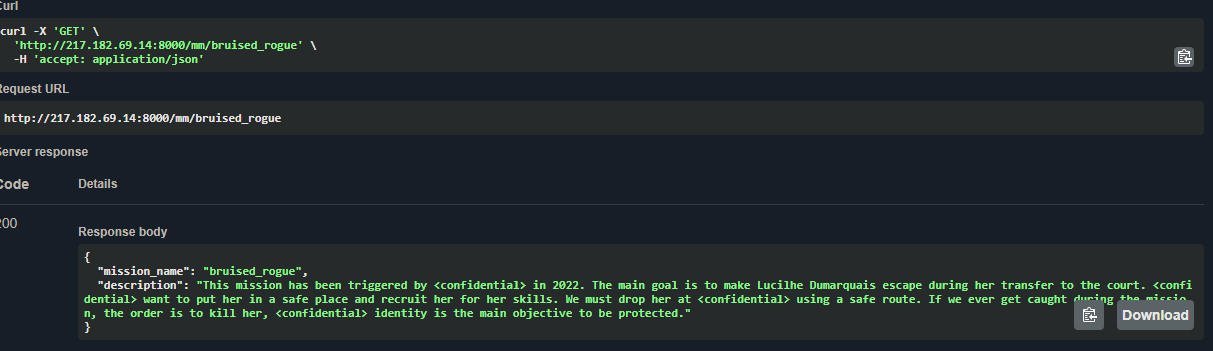 Curl
curl -X 'GET' \
'http://217.182.69.14:8000/mm/bruised_rogue' \
-H 'accept: application/json'
Request URL
http://217.182.69.14:8000/mm/bruised_rogue
Server response
Code Details
200
Response body
{
"mission_name": "bruised_rogue",
"description": "This mission has been triggered by <confidential> in 2022. The main goal is to make Lucilhe Dumarquais escape during her transfer to the court. <confi
dential> want to put her in a safe place and recruit her for her skills. We must drop her at <confidential> using a safe route. If we ever get caught during the missio
n, the order is to kill her, <confidential> identity is the main objective to be protected."
}
Download